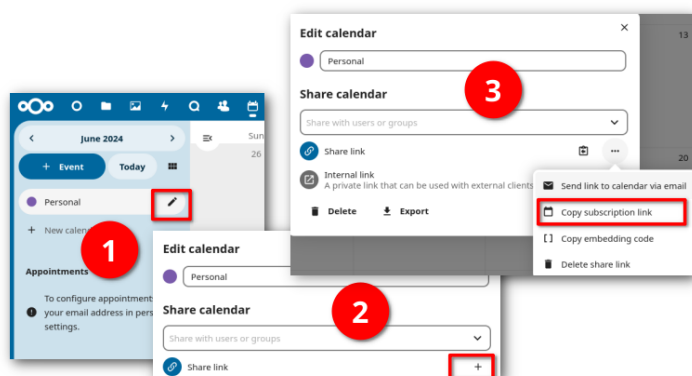 June 2024
Sun
+ Event
Today
26
Personal
+ New calen
1
Appointments
To configure appointment
your email address in pers
settings.
Edit calendar
Personal
Share calendar
2
Share with users or groups
Share link
+
Edit calendar
13
Personal
Share calendar
3
Share with users or groups
Share link
20
Internal link
A private link that can be used with external clients
Delete
Export
Send link to calendar via email
Copy subscription link
Copy embedding code
Delete share link